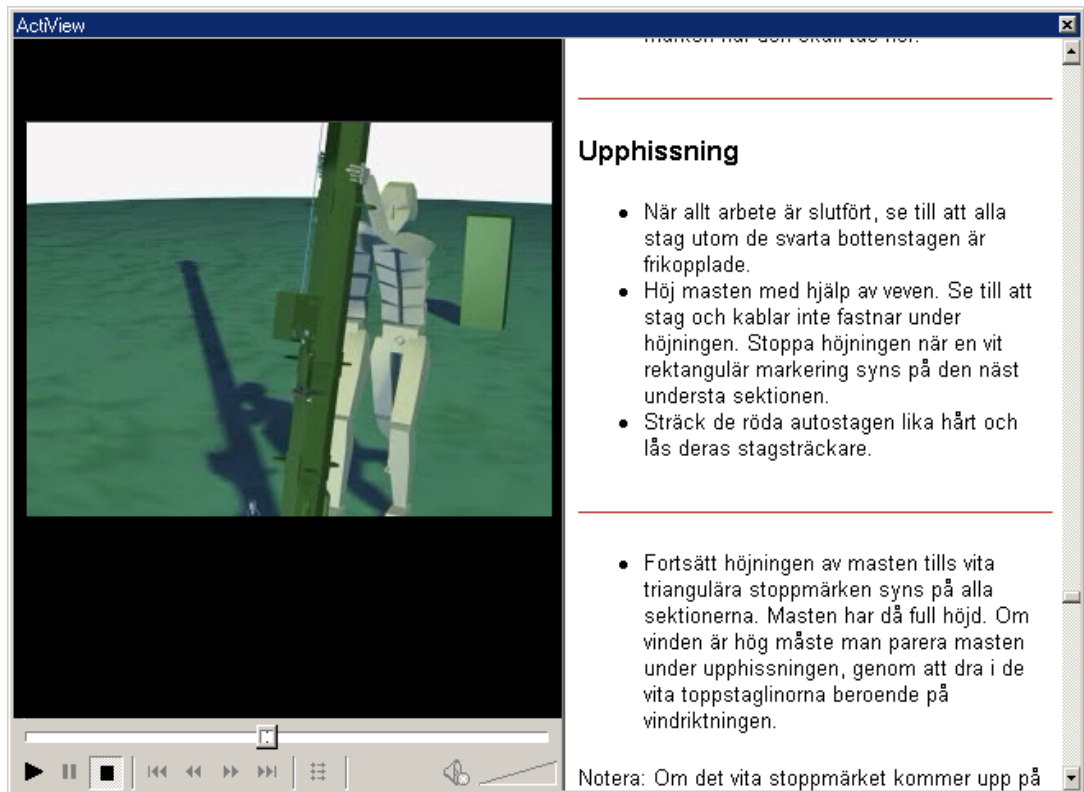 ActiView
Upphissning
När allt arbete är slutfört, se till att alla
stag utom de svarta bottenstagen är
frikopplade.
Höj masten med hjälp av veven. Se till att
stag och kablar inte fastnar under
höjningen. Stoppa höjningen när en vit
rektangulär markering syns på den näst
understa sektionen.
Sträck de röda autostagen lika hårt och
lås deras stagsträckare.
Fortsätt höjningen av masten tills vita
triangulära stoppmärken syns på alla
sektionerna. Masten har då full höjd. Om
vinden är hög måste man parera masten
under upphissningen, genom att dra i de
vita toppstaglinorna beroende på
vindriktningen.
Notera: Om det vita stoppmärket kommer upp på